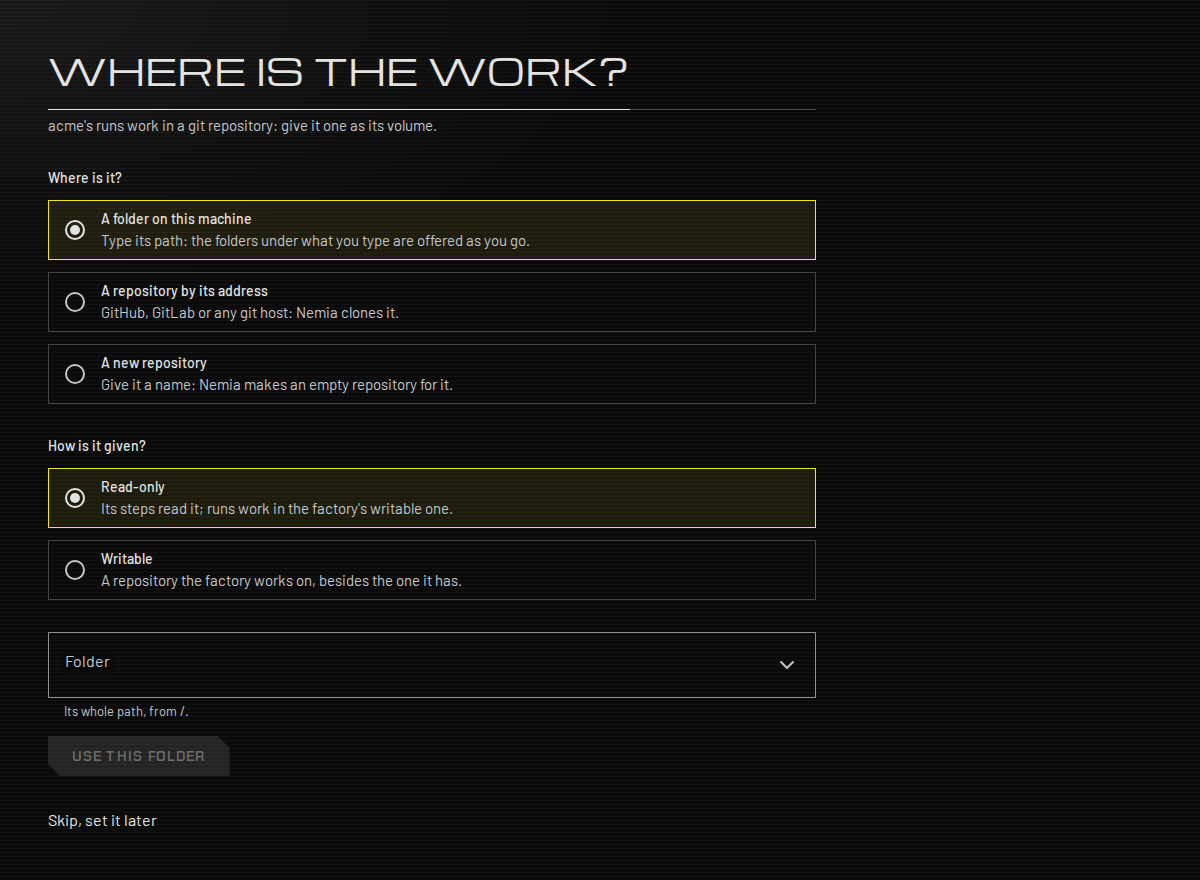 WHERE IS THE WORK?
acme's runs work in a git repository: give it one as its volume.
Where is it?
A folder on this machine
Type its path: the folders under what you type are offered as you go.
A repository by its address
GitHub, GitLab or any git host: Nemia clones it.
A new repository
Give it a name: Nemia makes an empty repository for it.
How is it given?
Read-only
Its steps read it; runs work in the factory's writable one.
Writable
A repository the factory works on, besides the one it has.
Folder
Its whole path, from /.
USE THIS FOLDER
Skip, set it later